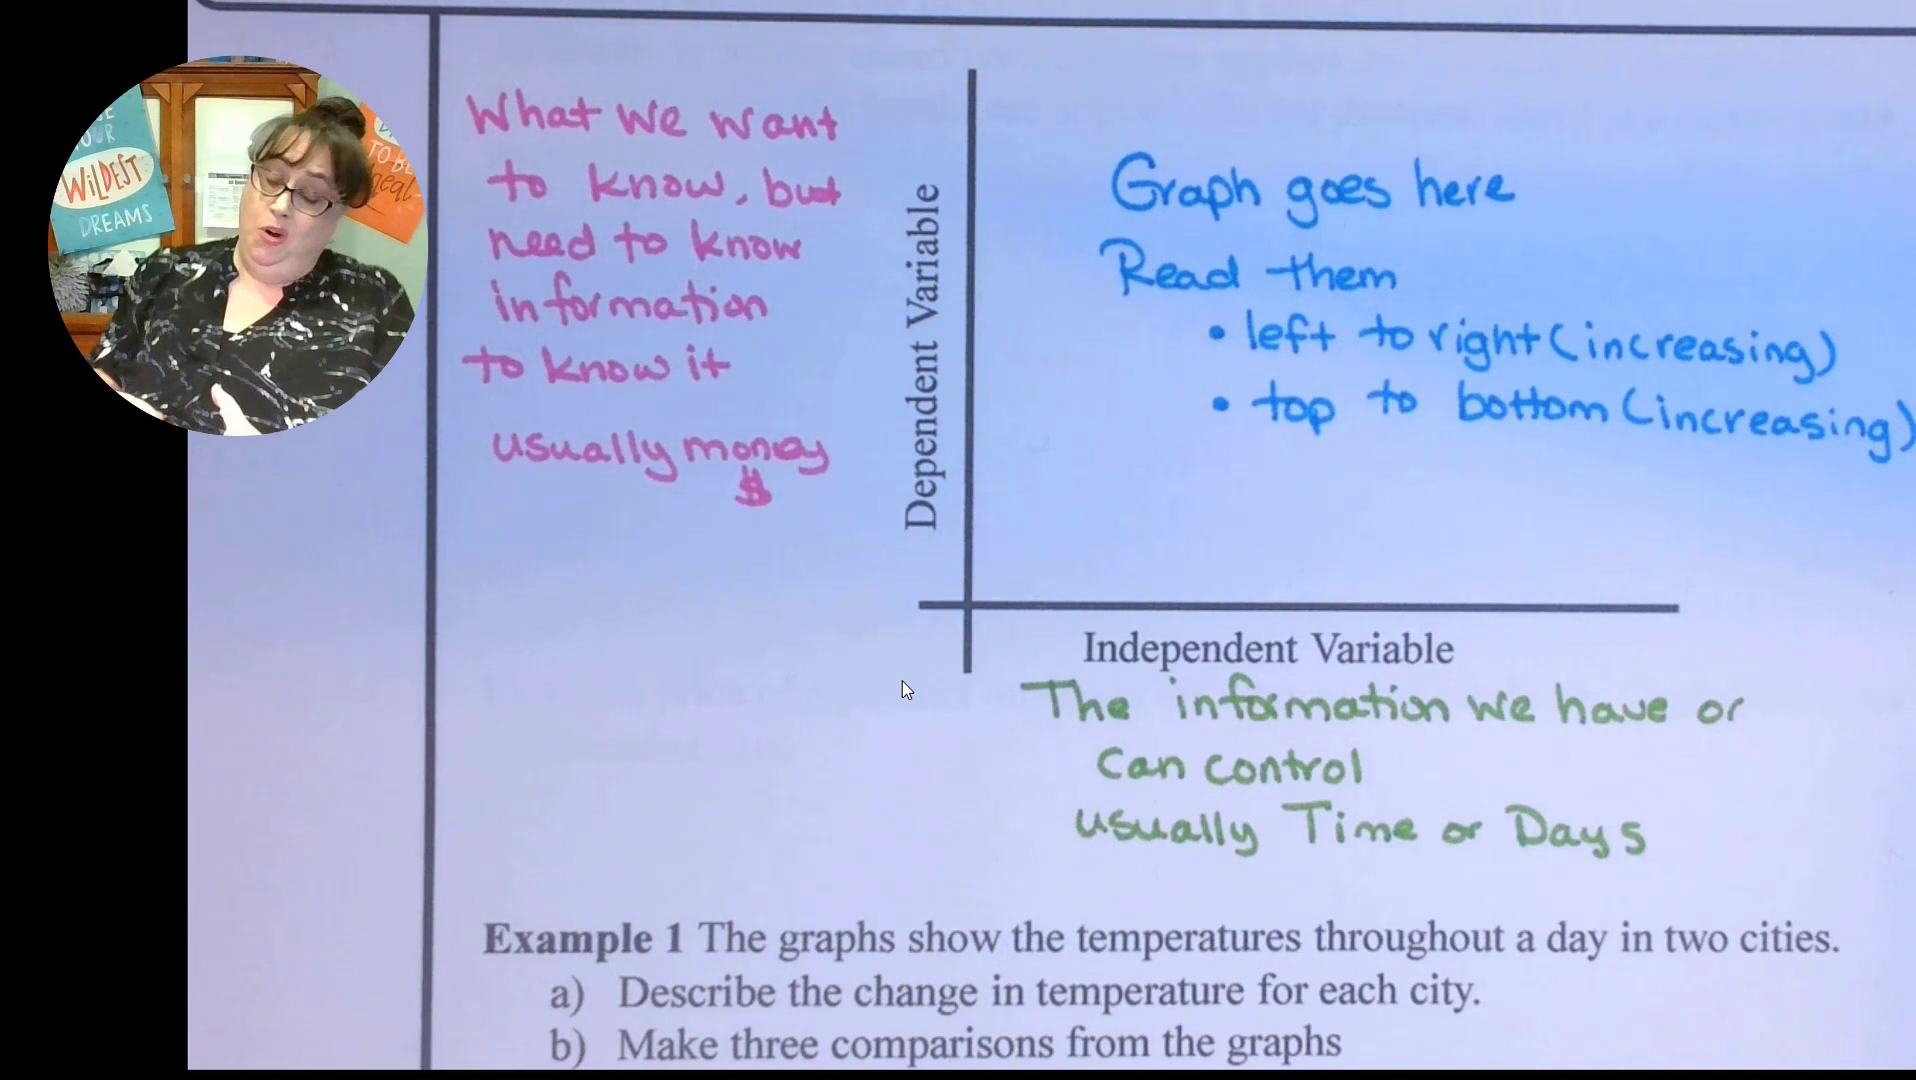 WILDEST
DREAMS
What we want
to know, but
need to know
information
to know it
usually money
$
Dependent Variable
Graph goes here
Read them
• left to right (increasing)
• top to bottom (increasing)
Independent Variable
The information we have or
can control
usually Time or Days
Example 1 The graphs show the temperatures throughout a day in two cities.
a) Describe the change in temperature for each city.
b) Make three comparisons from the graphs